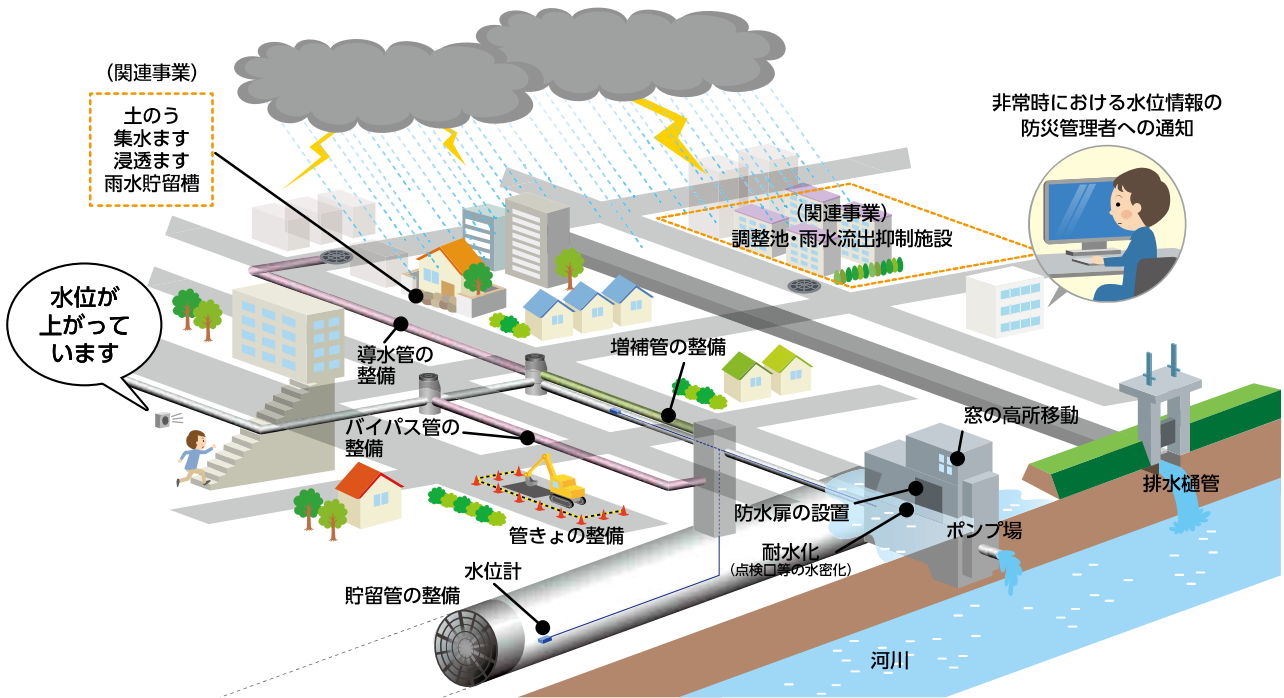 （関連事業）
土のう
集水ます
浸透ます
雨水貯留槽
非常時における水位情報の
防災管理者への通知
（関連事業）
調整池・雨水流出抑制施設
水位が
上がって
います
導水管の
整備
増補管の整備
バイパス管の
整備
窓の高所移動
排水樋管
防水扉の設置
ポンプ場
管きょの整備
耐水化
（点検口等の水密化）
水位計
貯留管の整備
河川